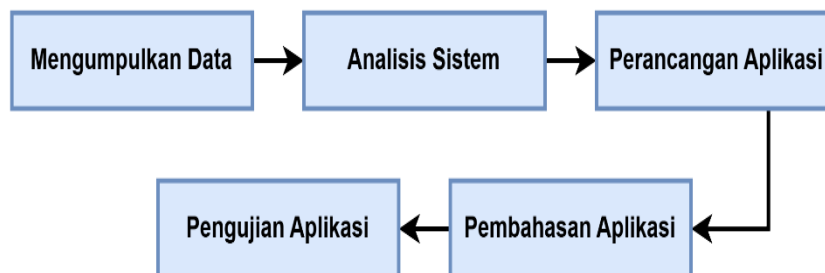 Mengumpulkan Data
Analisis Sistem
Perancangan Aplikasi
Pembahasan Aplikasi
Pengujian Aplikasi